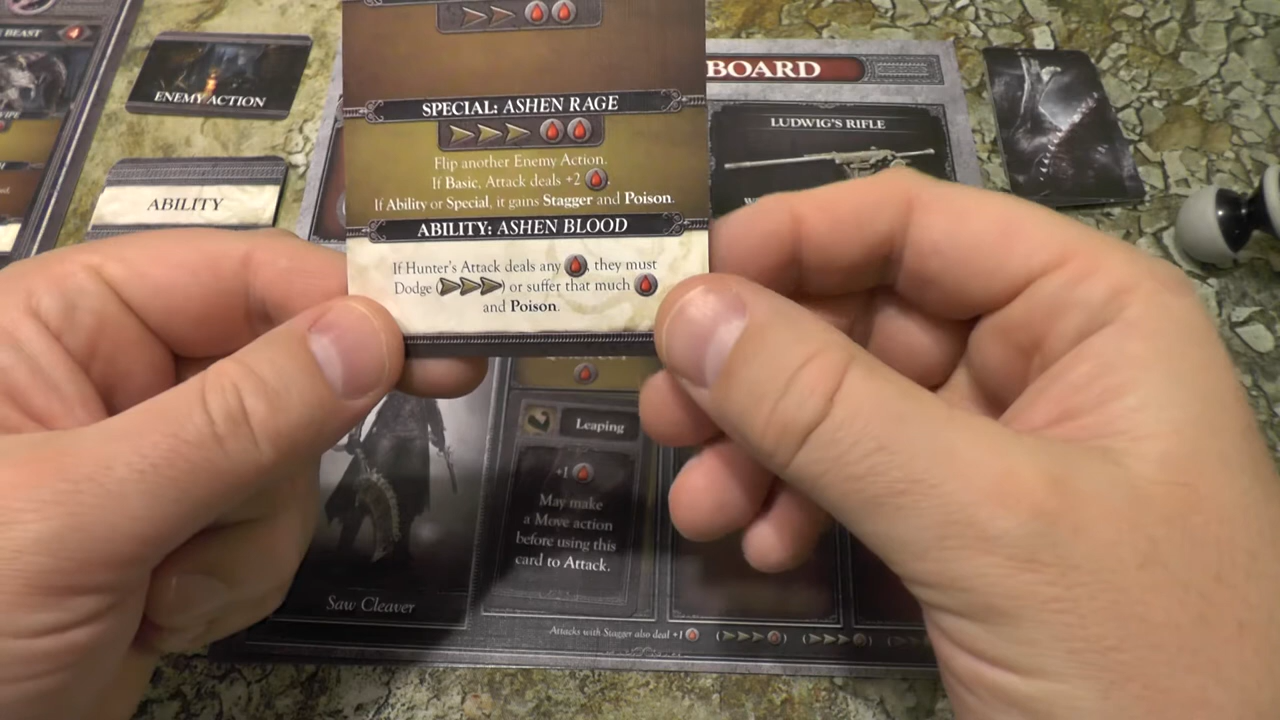 BEAST
ENEMY ACTION
ABILITY
SPECIAL: ASHEN RAGE
Flip another Enemy Action.
If Basic, Attack deals +2
If Ability or Special, it gains Stagger and Poison.
ABILITY: ASHEN BLOOD
If Hunter's Attack deals any , they must
Dodge ( ) or suffer that much
and Poison.
BOARD
LUDWIG'S RIFLE
Leaping
+1
May make
a Move action
before using this
card to Attack.
Saw Cleaver
Attacks with Stagger also deal +1